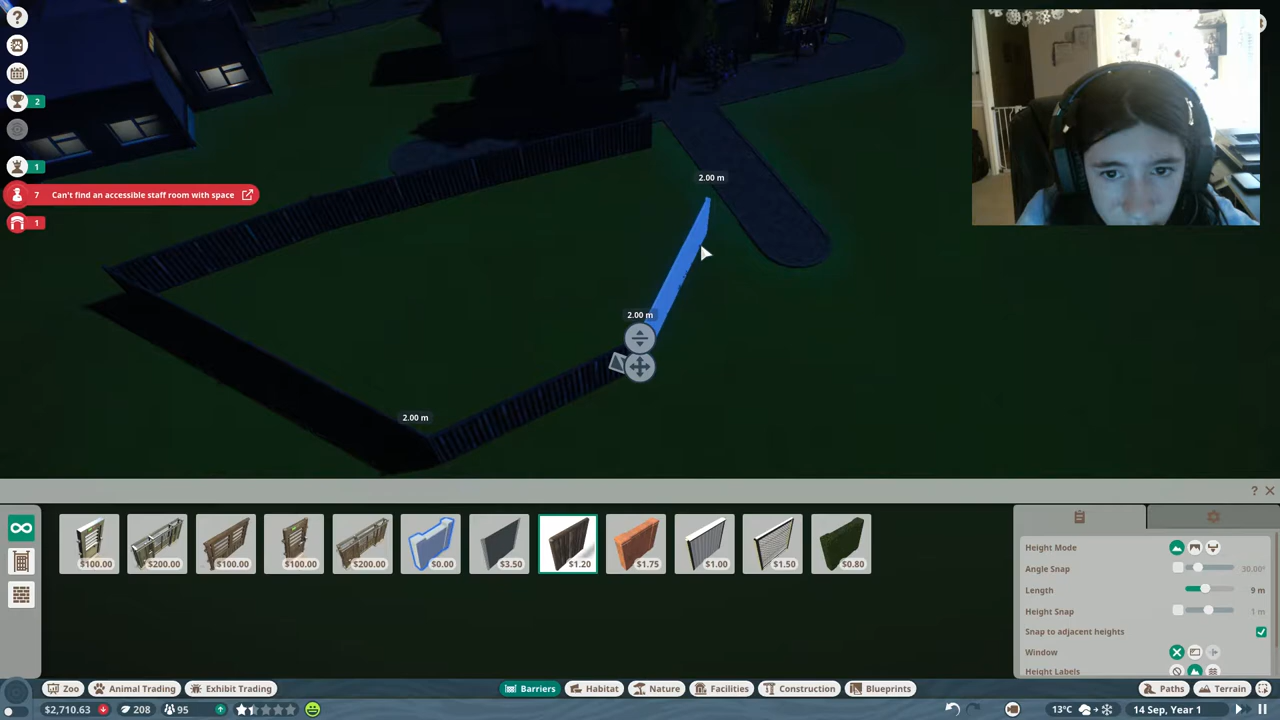 ?
2
1
7 Can't find an accessible staff room with space
1
2.00 m
2.00 m
2.00 m
? ×
$100.00
$200.00
$100.00
$100.00
$200.00
$0.00
$3.50
$1.20
$1.75
$1.00
$1.50
$0.80
Height Mode
Angle Snap 30.00°
Length 9 m
Height Snap 1 m
Snap to adjacent heights
Window
Height Labels
Zoo
Animal Trading
Exhibit Trading
Barriers
Habitat
Nature
Facilities
Construction
Blueprints
Paths
Terrain
$2,710.63
208
95
13°C
14 Sep, Year 1